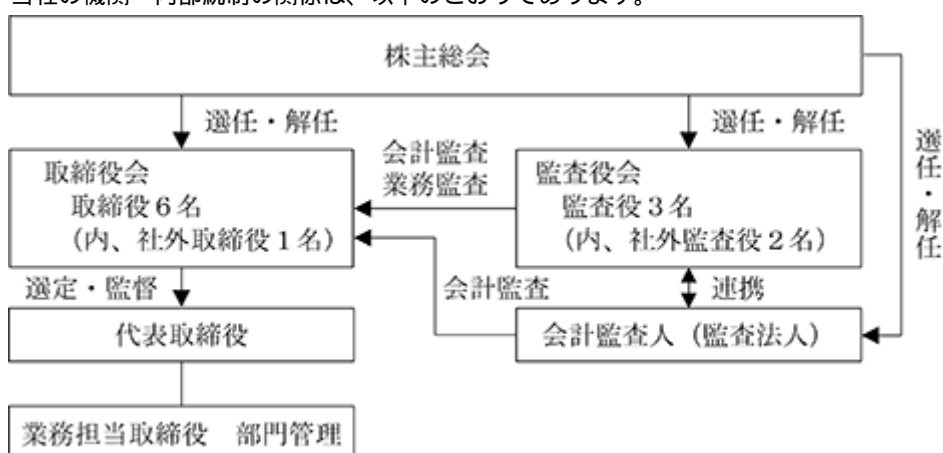 当社の機関・内部統制の関係は、以下のとおりであります。
株主総会
選任・解任
選任・解任
選任・解任
取締役会
取締役6名
(内、社外取締役1名)
会計監査
業務監査
監査役会
監査役3名
(内、社外監査役2名)
選定・監督
会計監査
連携
代表取締役
会計監査人(監査法人)
業務担当取締役 部門管理